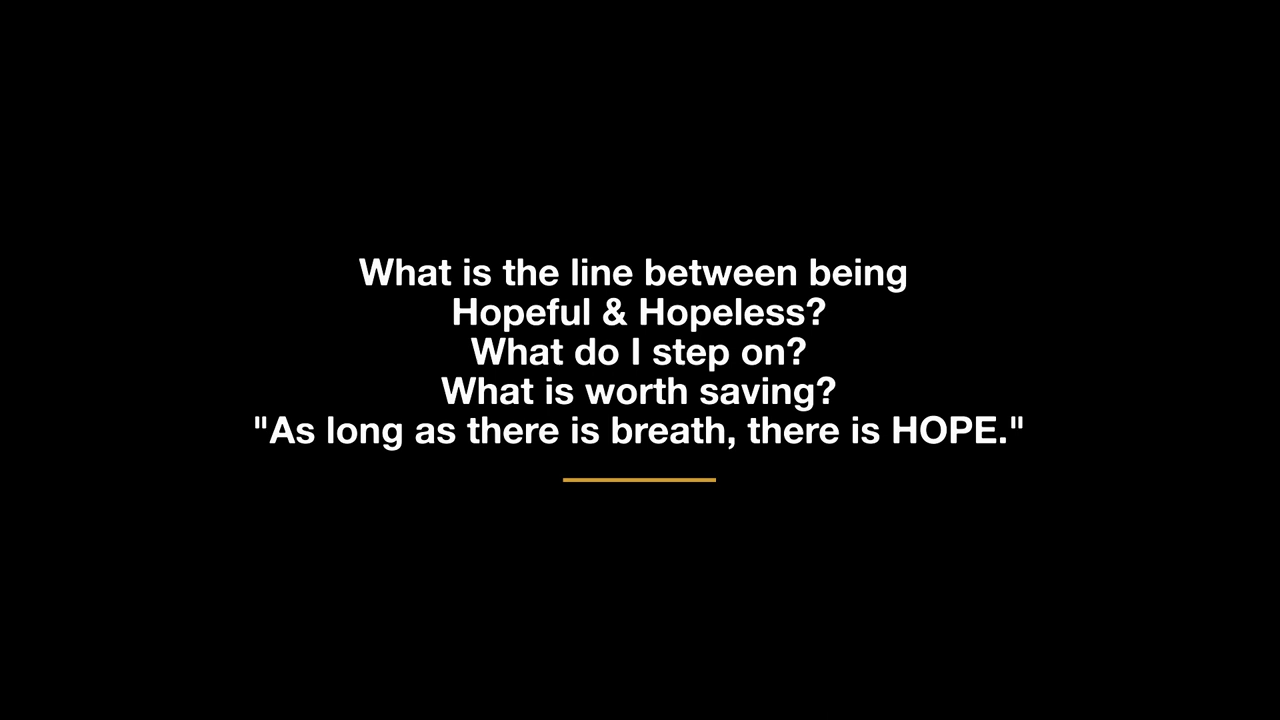 What is the line between being
Hopeful & Hopeless?
What do I step on?
What is worth saving?
"As long as there is breath, there is HOPE."